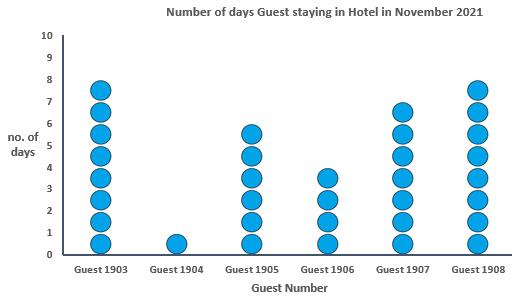 Number of days Guest staying in Hotel in November 2021
10
9
8
7
6
5
4
3
2
1
0
no. of
days
Guest 1903 Guest 1904 Guest 1905 Guest 1906 Guest 1907 Guest 1908
Guest Number